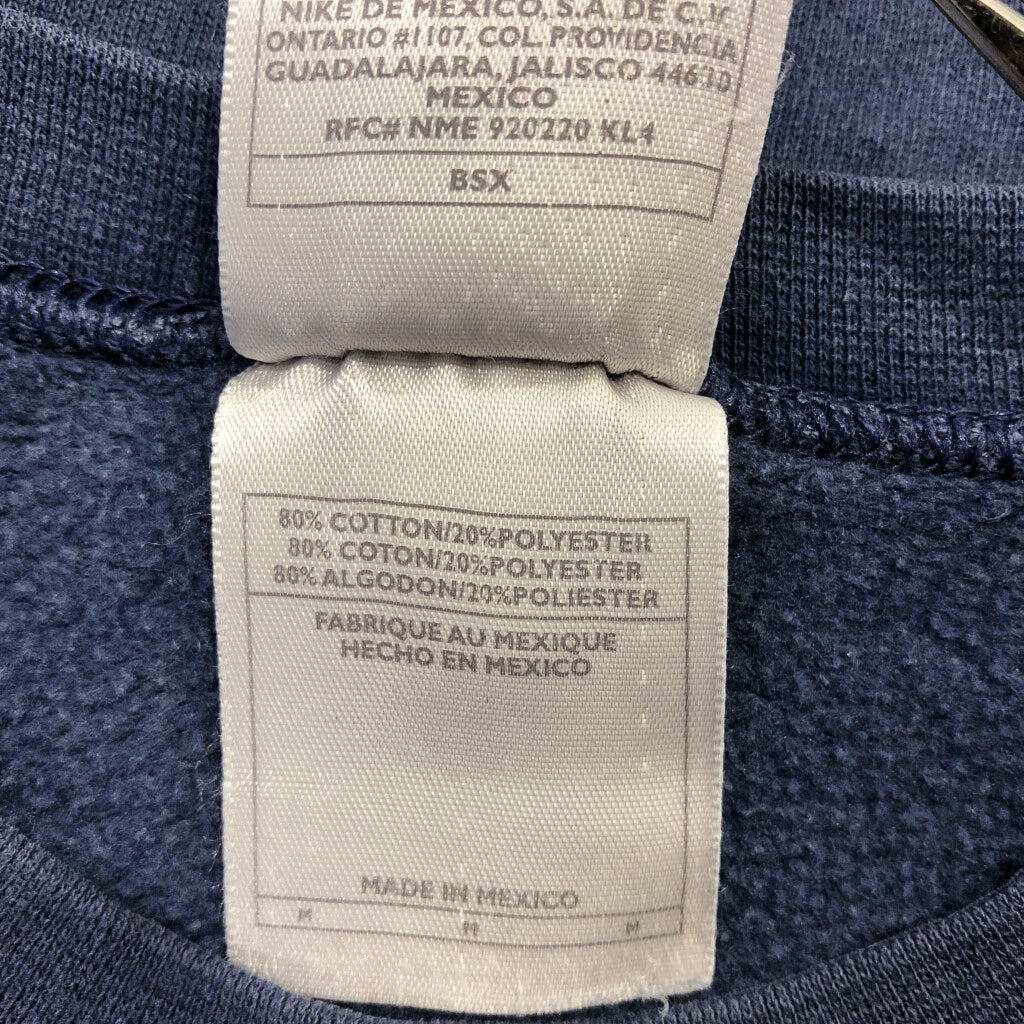 NIKE DE MEXICO, S.A. DE C.V.
ONTARIO #1107, COL. PROVIDENCIA
GUADALAJARA, JALISCO 44630
MEXICO
RFC# NME 920220 KL4
BSX
80% COTTON/20%POLYESTER
80% COTON/20%POLYESTER
80% ALGODON/20%POLIESTER
FABRIQUE AU MEXIQUE
HECHO EN MEXICO
MADE IN MEXICO
M M M